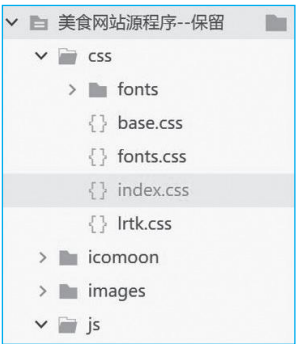 美食网站源程序--保留
css
fonts
{} base.css
{} fonts.css
{} index.css
{} lrtk.css
icomoon
images
js